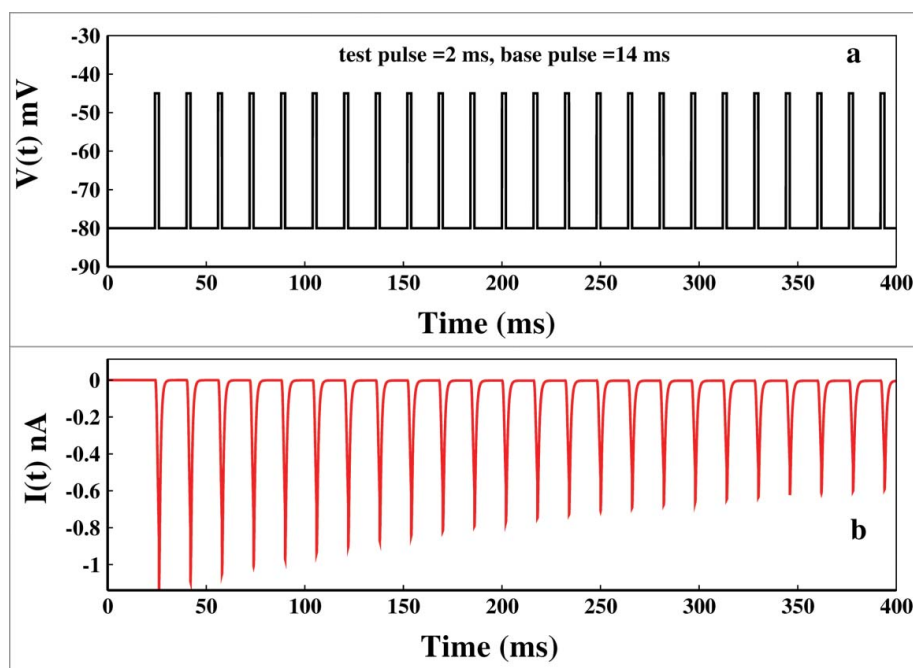 test pulse =2 ms, base pulse =14 ms
a
V(t) mV
-30
-40
-50
-60
-70
-80
-90
0 50 100 150 200 250 300 350 400
Time (ms)
I(t) nA
0
-0.2
-0.4
-0.6
-0.8
-1
b
0 50 100 150 200 250 300 350 400
Time (ms)